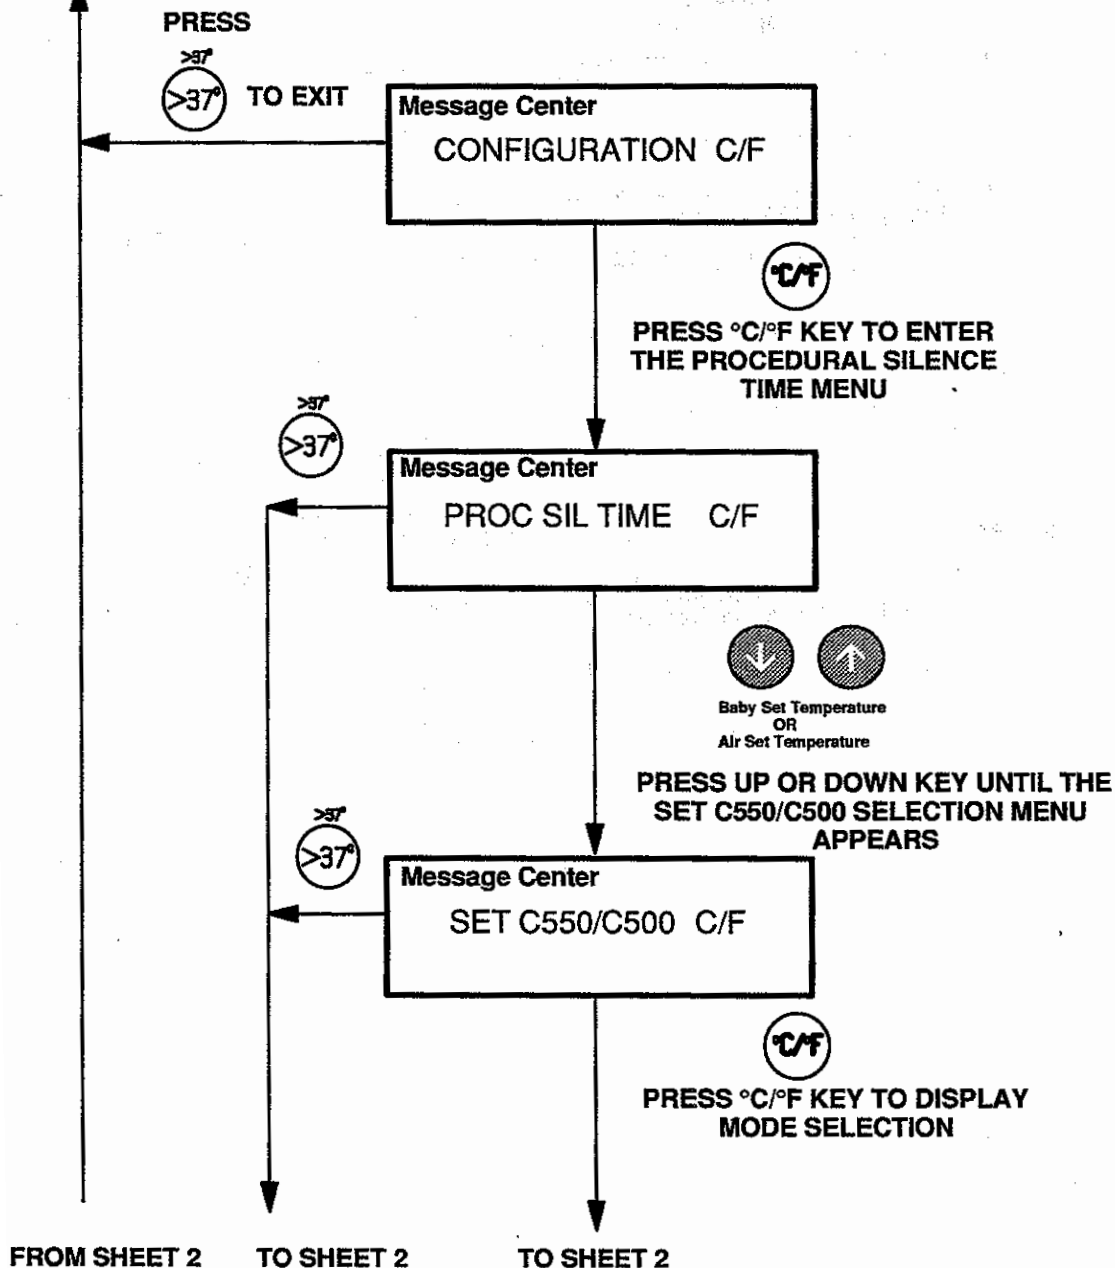 PRESS
>37°
>37° TO EXIT
Message Center
CONFIGURATION C/F
°C/°F
PRESS °C/°F KEY TO ENTER
THE PROCEDURAL SILENCE
TIME MENU
>37°
>37°
Message Center
PROC SIL TIME C/F
Baby Set Temperature
OR
Air Set Temperature
PRESS UP OR DOWN KEY UNTIL THE
SET C550/C500 SELECTION MENU
APPEARS
>37°
>37°
Message Center
SET C550/C500 C/F
°C/°F
PRESS °C/°F KEY TO DISPLAY
MODE SELECTION
FROM SHEET 2 TO SHEET 2 TO SHEET 2